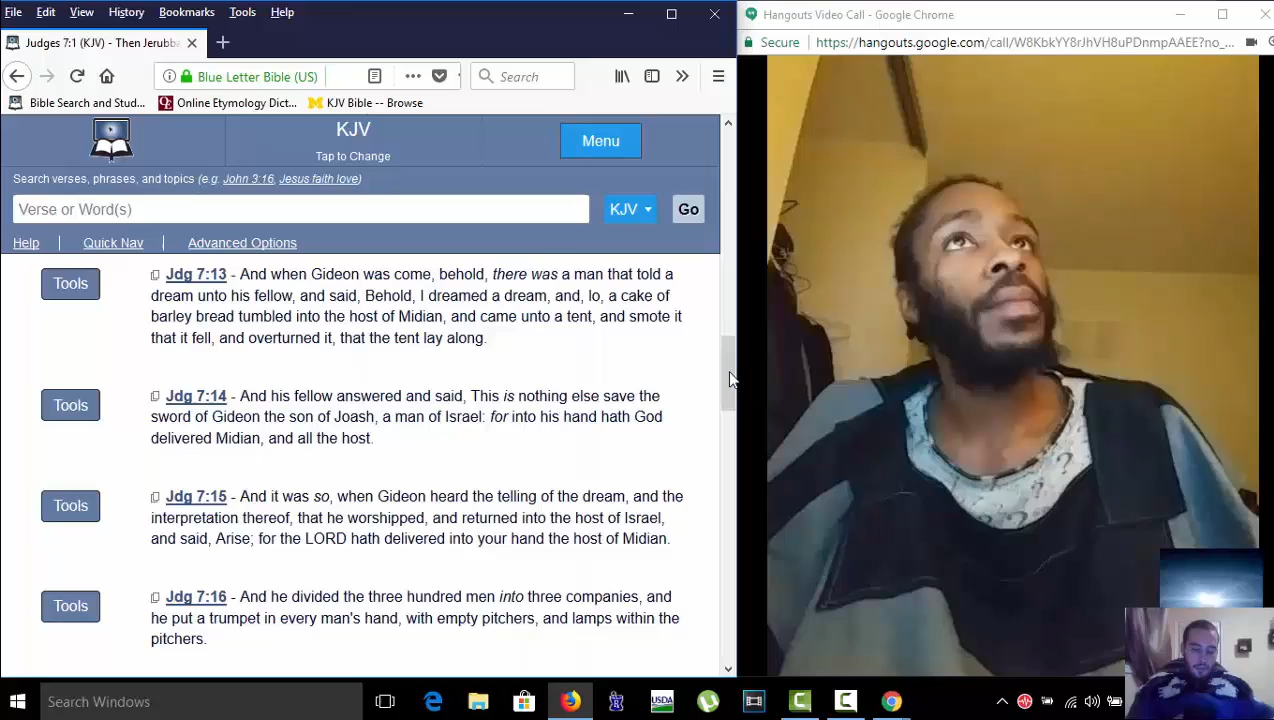 File Edit View History Bookmarks Tools Help
Judges 7:1 (KJV) - Then Jerubba
Blue Letter Bible (US)
Search
Bible Search and Stud... Online Etymology Dict... KJV Bible -- Browse
KJV
Tap to Change
Menu
Search verses, phrases, and topics (e.g. John 3:16, Jesus faith love)
Verse or Word(s)
KJV
Go
Help | Quick Nav | Advanced Options
Tools
Jdg 7:13 - And when Gideon was come, behold, there was a man that told a
dream unto his fellow, and said, Behold, I dreamed a dream, and, lo, a cake of
barley bread tumbled into the host of Midian, and came unto a tent, and smote it
that it fell, and overturned it, that the tent lay along.
Tools
Jdg 7:14 - And his fellow answered and said, This is nothing else save the
sword of Gideon the son of Joash, a man of Israel: for into his hand hath God
delivered Midian, and all the host.
Tools
Jdg 7:15 - And it was so, when Gideon heard the telling of the dream, and the
interpretation thereof, that he worshipped, and returned into the host of Israel,
and said, Arise; for the LORD hath delivered into your hand the host of Midian.
Tools
Jdg 7:16 - And he divided the three hundred men into three companies, and
he put a trumpet in every man's hand, with empty pitchers, and lamps within the
pitchers.
Hangouts Video Call - Google Chrome
Secure | https://hangouts.google.com/call/W8KbkYY8rJhVH8uPDnmpAAEE?no_...
Search Windows
USDA